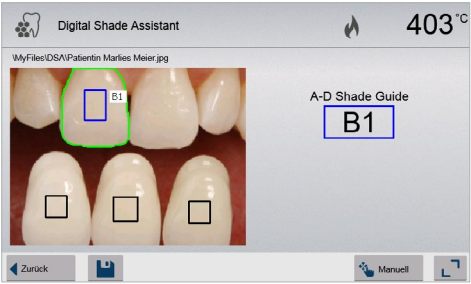 Digital Shade Assistant
403°C
\MyFiles\DSA\Patientin Marlies Meier.jpg
B1
A-D Shade Guide
B1
Zurück
Manuell